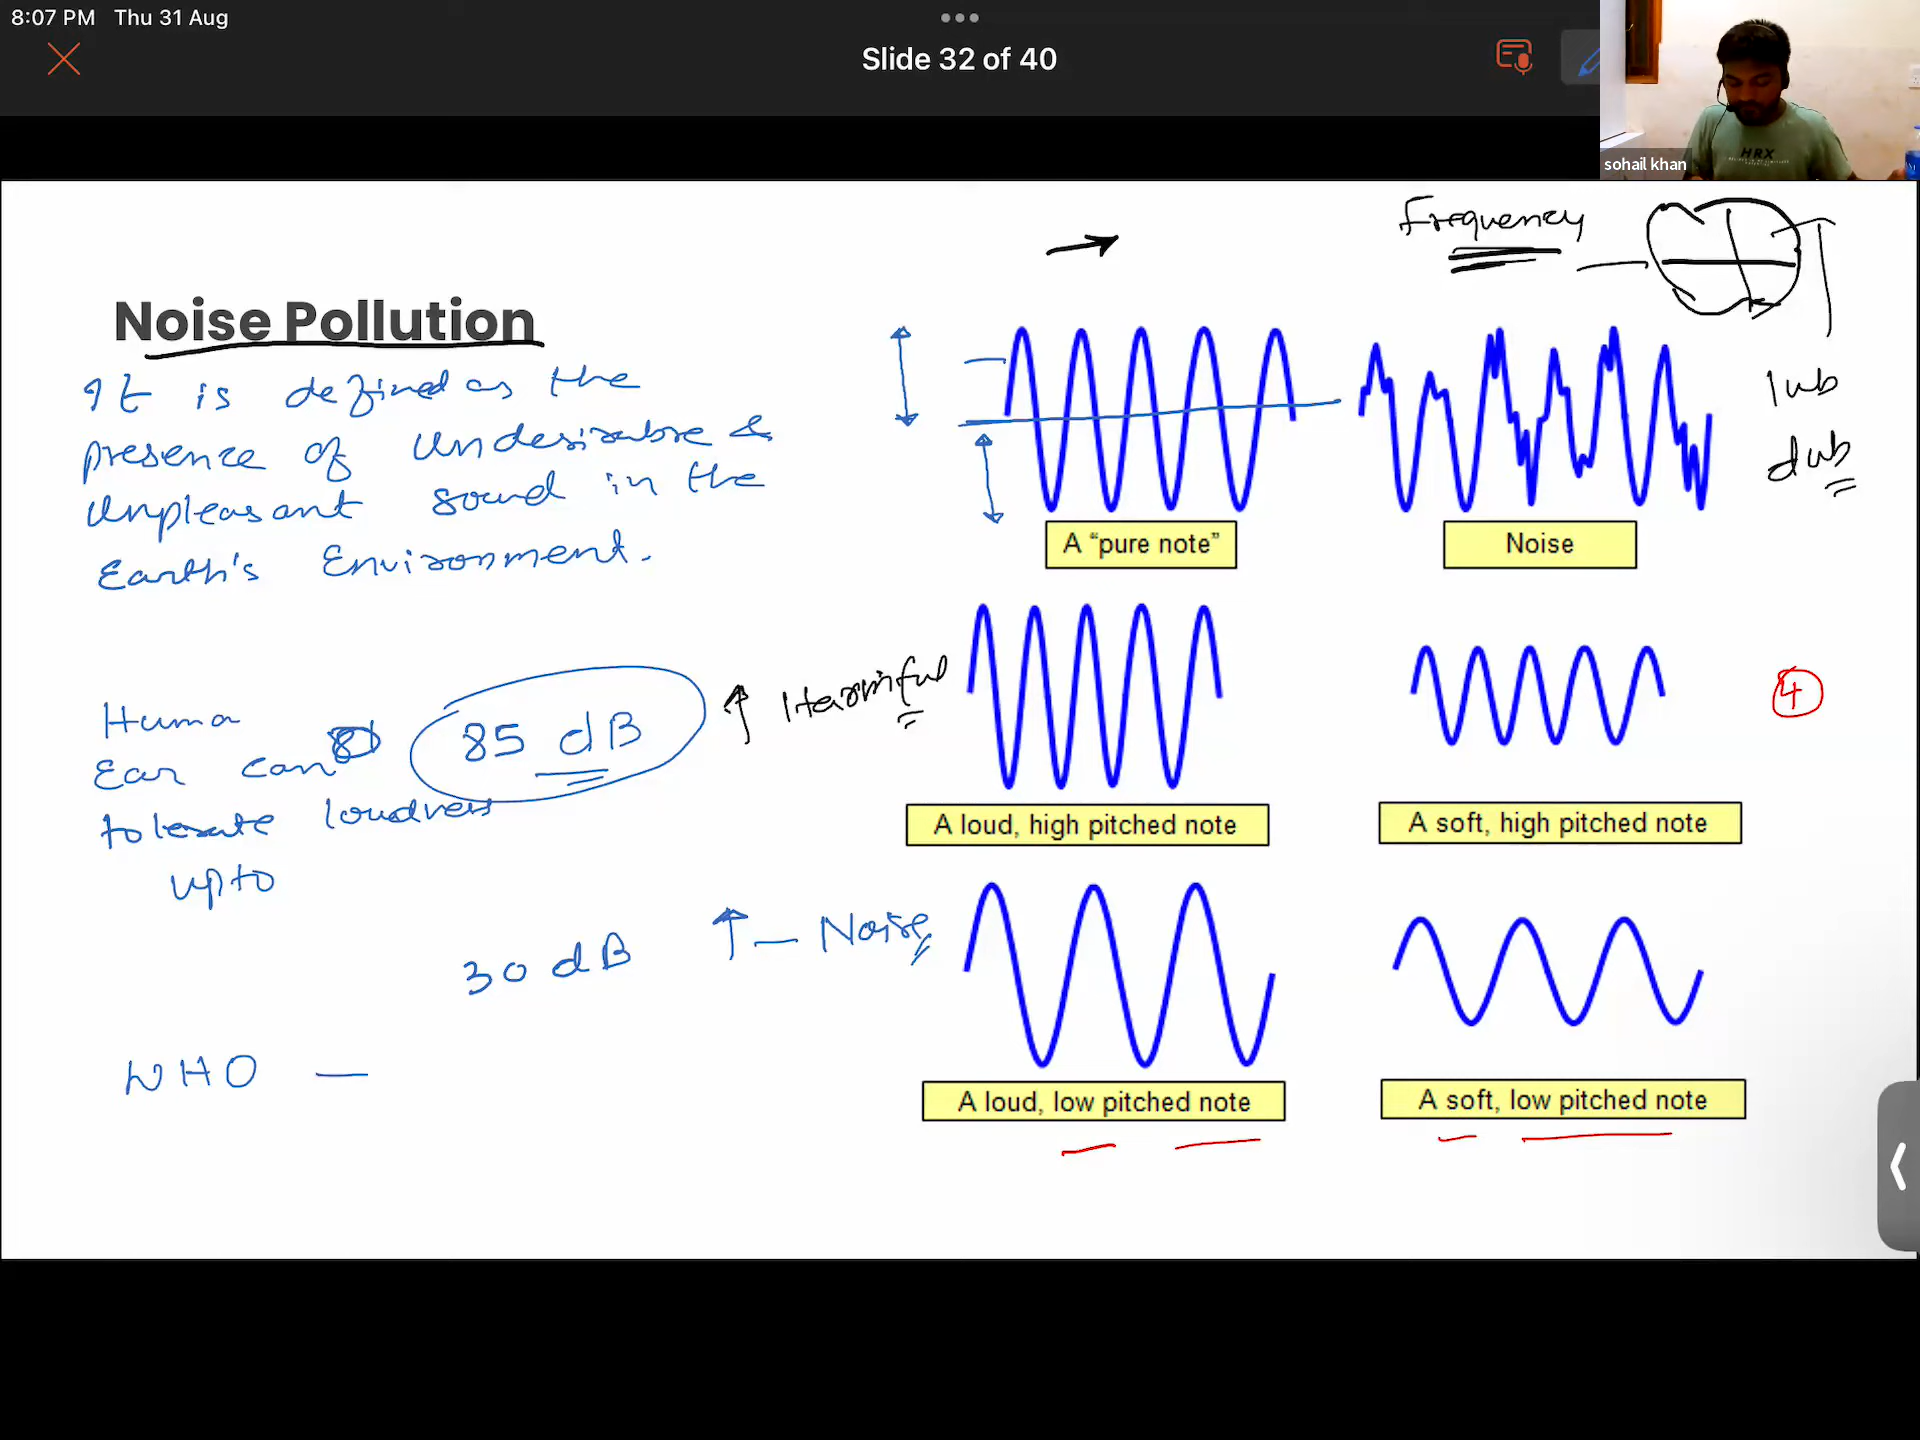 8:07 PM Thu 31 Aug
Slide 32 of 40
HRX
sohail khan
Frequency
Noise Pollution
It is defined as the
presence of undesirable &
unpleasant sound in the
Earth's Environment.
lub
dub
A “pure note”
Noise
Huma
Ear can
tolerate loudness
upto
85 dB
Harmful
4
A loud, high pitched note
A soft, high pitched note
30 dB
— Noise
WHO —
A loud, low pitched note
A soft, low pitched note